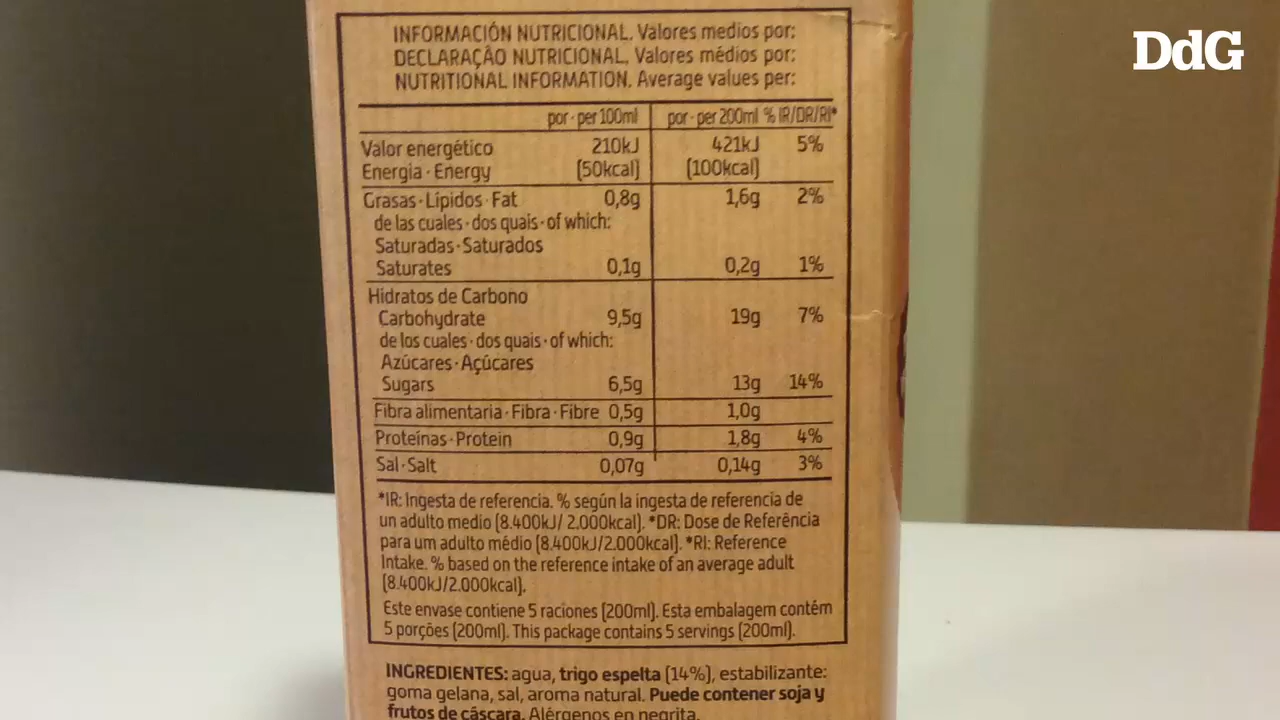 DdG
INFORMACIÓN NUTRICIONAL. Valores medios por:
DECLARAÇÃO NUTRICIONAL. Valores médios por:
NUTRITIONAL INFORMATION. Average values per:
por · per 100ml por · per 200ml % IR/DR/RI*
Valor energético 210kJ 421kJ 5%
Energia · Energy (50kcal) (100kcal)
Grasas · Lípidos · Fat 0,8g 1,6g 2%
de las cuales · dos quais · of which:
Saturadas · Saturados
Saturates 0,1g 0,2g 1%
Hidratos de Carbono
Carbohydrate 9,5g 19g 7%
de los cuales · dos quais · of which:
Azúcares · Açúcares
Sugars 6,5g 13g 14%
Fibra alimentaria · Fibra · Fibre 0,5g 1,0g
Proteínas · Protein 0,9g 1,8g 4%
Sal · Salt 0,07g 0,14g 3%
*IR: Ingesta de referencia. % según la ingesta de referencia de
un adulto medio (8.400kJ/ 2.000kcal). *DR: Dose de Referência
para um adulto médio (8.400kJ/2.000kcal). *RI: Reference
Intake. % based on the reference intake of an average adult
(8.400kJ/2.000kcal).
Este envase contiene 5 raciones (200ml). Esta embalagem contém
5 porções (200ml). This package contains 5 servings (200ml).
INGREDIENTES: agua, trigo espelta (14%), estabilizante:
goma gelana, sal, aroma natural. Puede contener soja y
frutos de cáscara. Alérgenos en negrita.